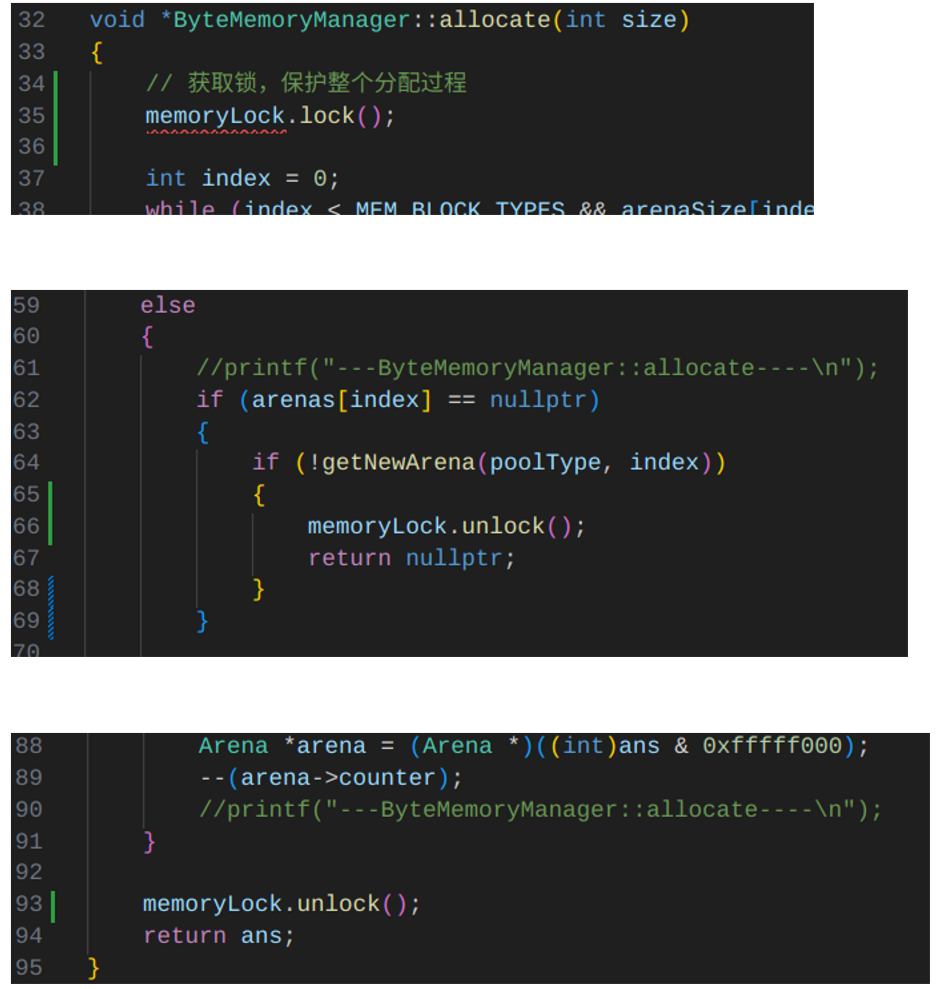 32 void *ByteMemoryManager::allocate(int size)
33 {
34 // 获取锁，保护整个分配过程
35 memoryLock.lock();
36
37 int index = 0;
38 while (index < MEM_BLOCK_TYPES && arenaSize[inde
59 else
60 {
61 //printf("---ByteMemoryManager::allocate----\n");
62 if (arenas[index] == nullptr)
63 {
64 if (!getNewArena(poolType, index))
65 {
66 memoryLock.unlock();
67 return nullptr;
68 }
69 }
70
88 Arena *arena = (Arena *)((int)ans & 0xfffff000);
89 --(arena->counter);
90 //printf("---ByteMemoryManager::allocate----\n");
91 }
92
93 memoryLock.unlock();
94 return ans;
95 }